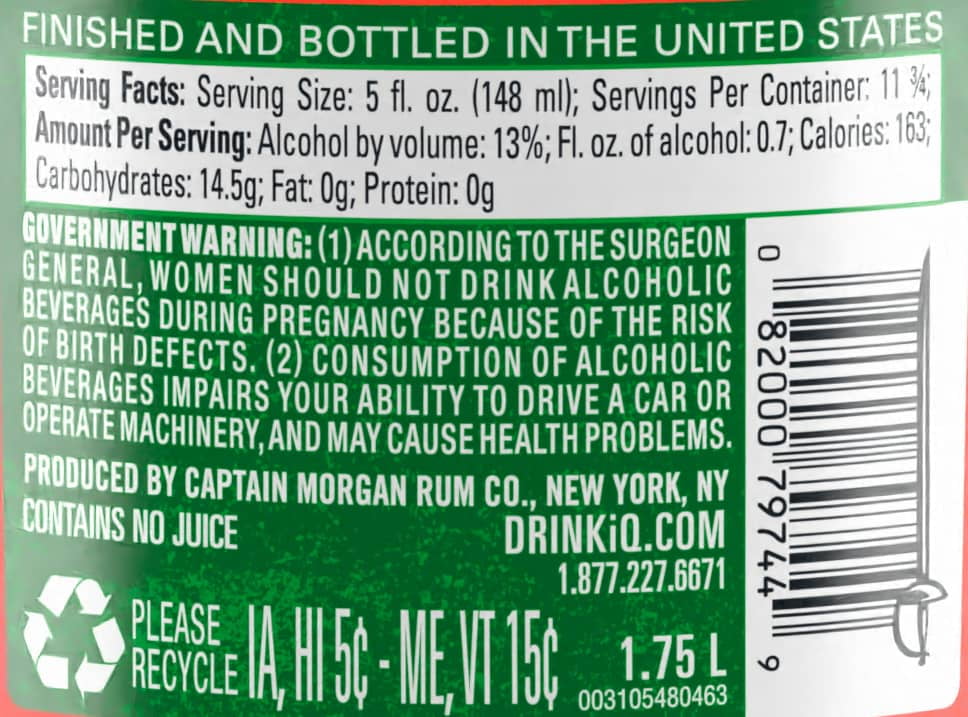 FINISHED AND BOTTLED IN THE UNITED STATES
Serving Facts: Serving Size: 5 fl. oz. (148 ml); Servings Per Container: 11 ¾;
Amount Per Serving: Alcohol by volume: 13%; Fl. oz. of alcohol: 0.7; Calories: 163;
Carbohydrates: 14.5g; Fat: 0g; Protein: 0g
GOVERNMENT WARNING: (1) ACCORDING TO THE SURGEON
GENERAL, WOMEN SHOULD NOT DRINK ALCOHOLIC
BEVERAGES DURING PREGNANCY BECAUSE OF THE RISK
OF BIRTH DEFECTS. (2) CONSUMPTION OF ALCOHOLIC
BEVERAGES IMPAIRS YOUR ABILITY TO DRIVE A CAR OR
OPERATE MACHINERY, AND MAY CAUSE HEALTH PROBLEMS.
PRODUCED BY CAPTAIN MORGAN RUM CO., NEW YORK, NY
CONTAINS NO JUICE
DRINKiQ.COM
1.877.227.6671
PLEASE
RECYCLE
IA, HI 5¢ - ME, VT 15¢
1.75 L
003105480463
0 82000 79744 9